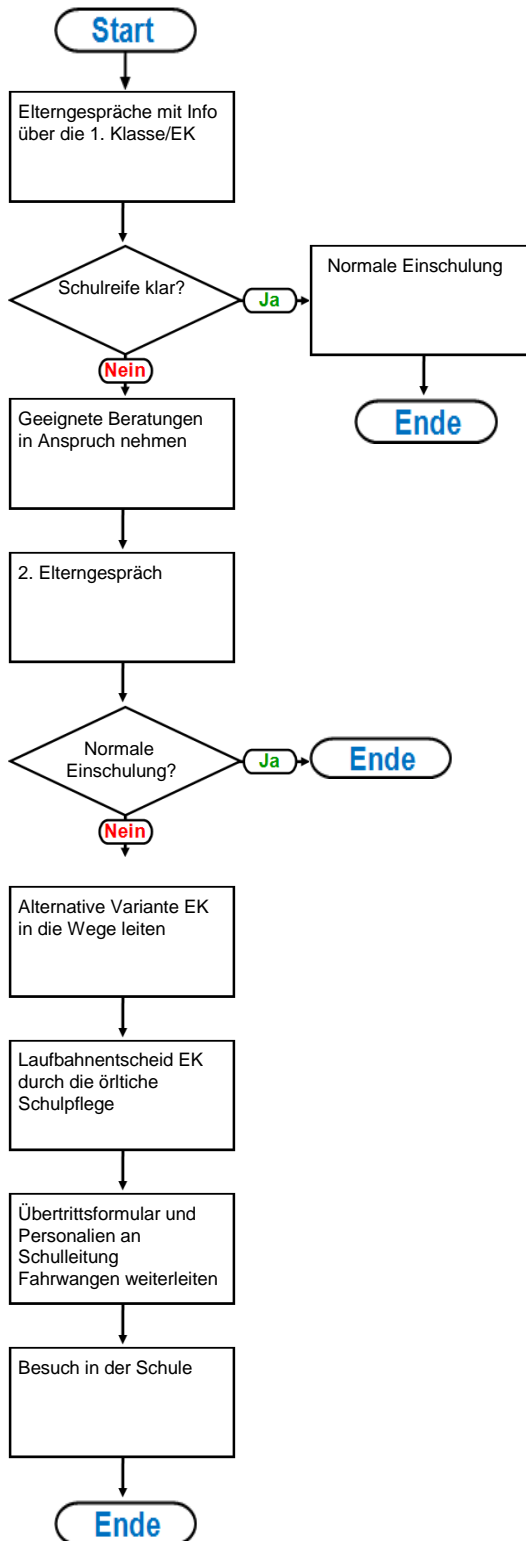 Start
Elterngespräche mit Info
über die 1. Klasse/EK
Schulreife klar?
Ja
Normale Einschulung
Ende
Nein
Geeignete Beratungen
in Anspruch nehmen
2. Elterngespräch
Normale
Einschulung?
Ja
Ende
Nein
Alternative Variante EK
in die Wege leiten
Laufbahnentscheid EK
durch die örltiche
Schulpflege
Übertrittsformular und
Personalien an
Schulleitung
Fahrwangen weiterleiten
Besuch in der Schule
Ende